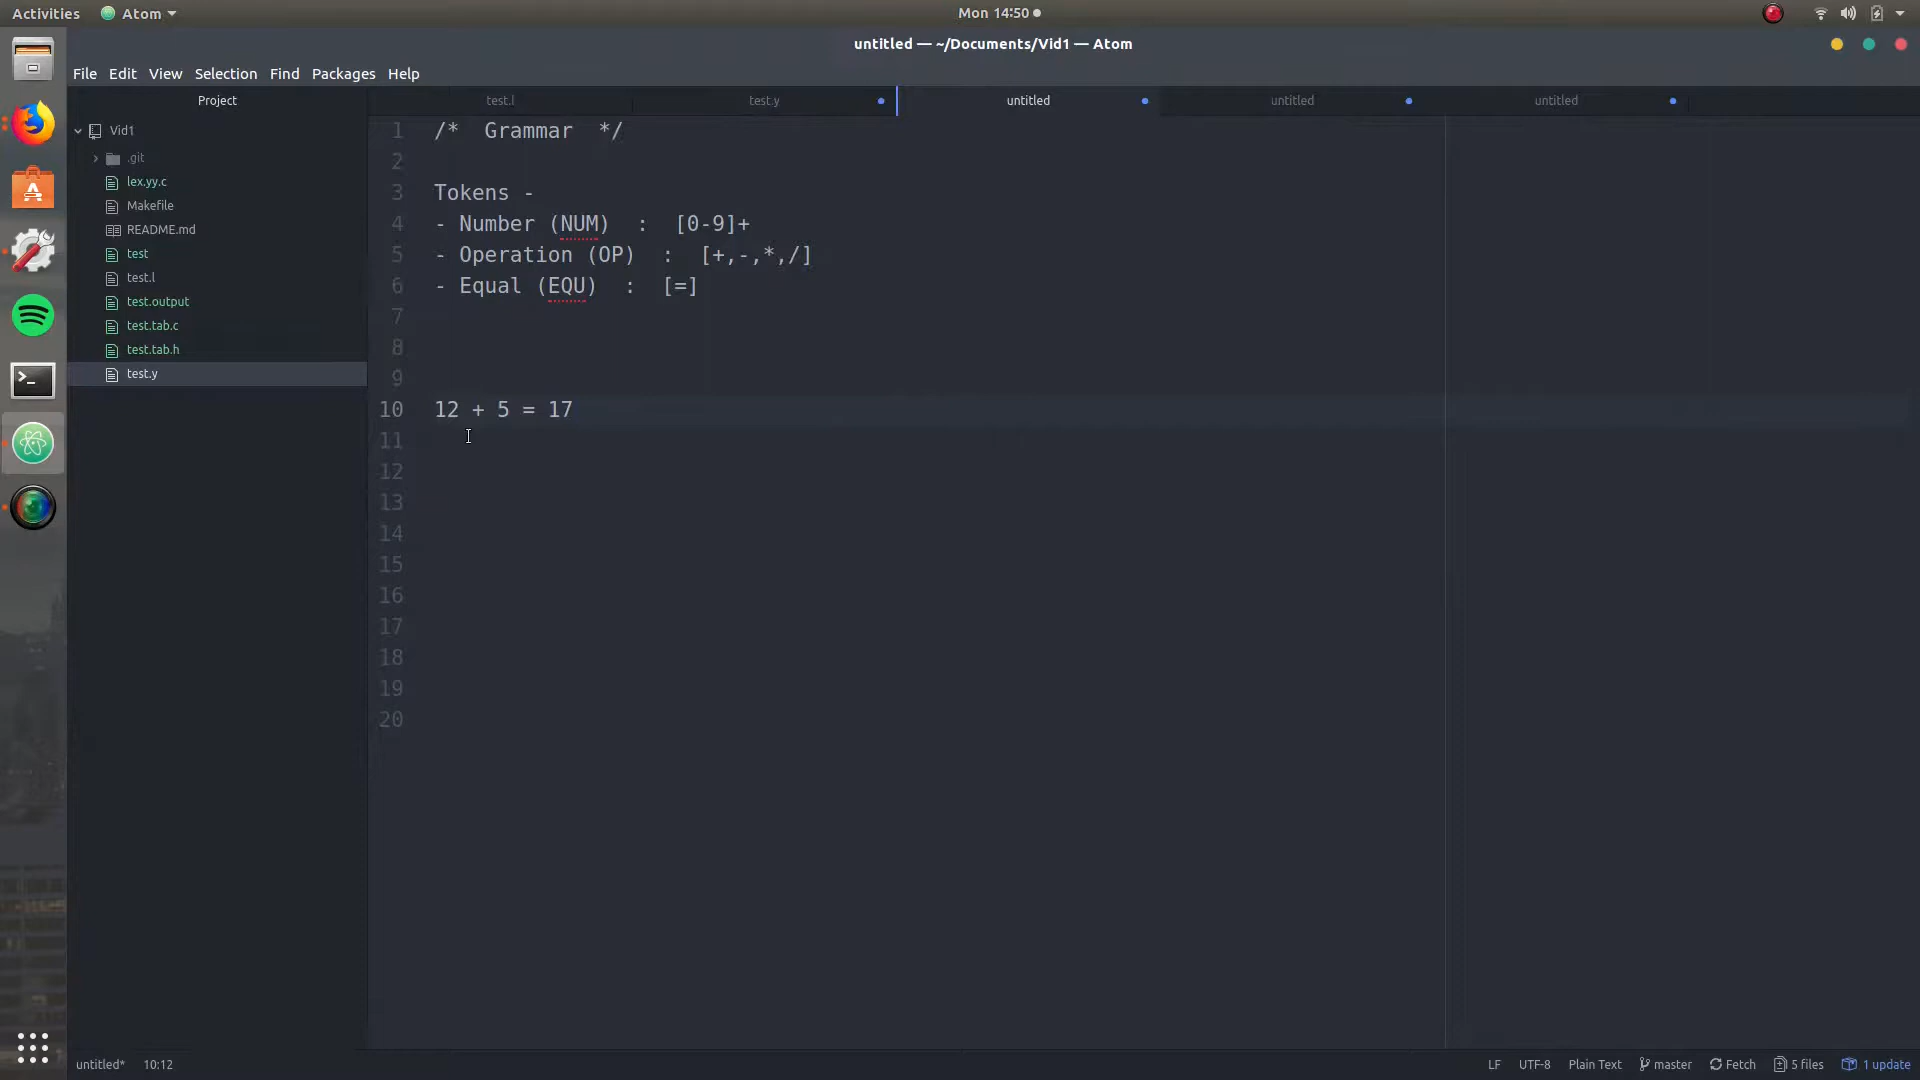 Activities Atom Mon 14:50
untitled — ~/Documents/Vid1 — Atom
File Edit View Selection Find Packages Help
Project
test.l test.y untitled untitled untitled
Vid1
.git
lex.yy.c
Makefile
README.md
test
test.l
test.output
test.tab.c
test.tab.h
test.y
1 /*  Grammar  */
2
3 Tokens -
4 - Number (NUM)  :  [0-9]+
5 - Operation (OP)  :  [+,-,*,/]
6 - Equal (EQU)  :  [=]
7
8
9
10 12 + 5 = 17
11
12
13
14
15
16
17
18
19
20
untitled* 10:12 LF UTF-8 Plain Text master Fetch 5 files 1 update